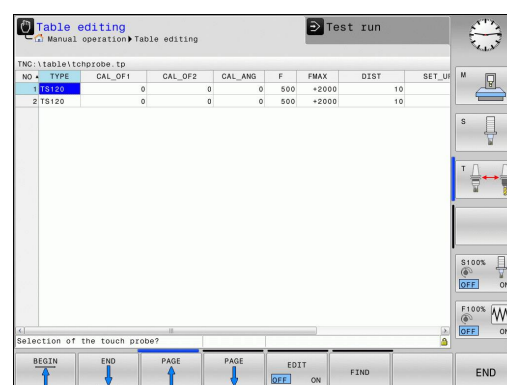 Table editing
Test run
Manual operation Table editing
TNC:\table\tchprobe.tp
NO TYPE CAL_OF1 CAL_OF2 CAL_ANG F FMAX DIST SET_UP
1 TS120 0 0 0 500 +2000 10
2 TS120 0 0 0 500 +2000 10
Selection of the touch probe?
M
S
T
S100%
OFF ON
F100%
OFF ON
BEGIN END PAGE PAGE EDIT FIND END
OFF ON